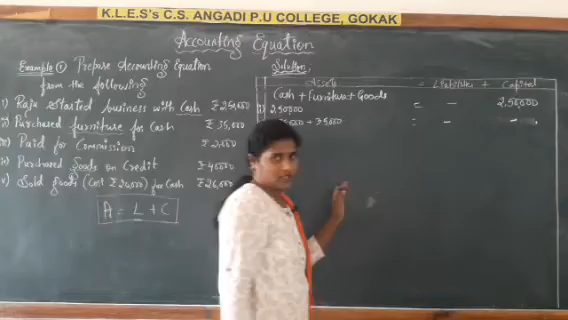 K.L.E.S's C.S. ANGADI P.U COLLEGE, GOKAK
Accounting Equation
Example ① Prepare Accounting Equation
from the following
i) Raju Started business with Cash ₹ 2,50,000
ii) Purchased furniture for Cash ₹ 35,000
iii) Paid for Commission ₹ 2,000
iv) Purchased Goods on Credit ₹ 40,000
v) Sold goods (Cost ₹ 20,000) for Cash ₹ 26,000
A = L + C
Solution:
Assets = Liabilities + Capital
Cash + Furniture + Goods
i) 2,50,000 = - 2,50,000
+ 35,000 = - -